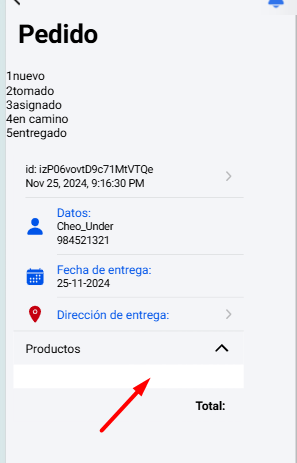 Pedido
1nuevo
2tomado
3asignado
4en camino
5entregado
id: izP06vovtD9c71MtVTQe
Nov 25, 2024, 9:16:30 PM
Datos:
Cheo_Under
984521321
Fecha de entrega:
25-11-2024
Dirección de entrega:
Productos
Total: